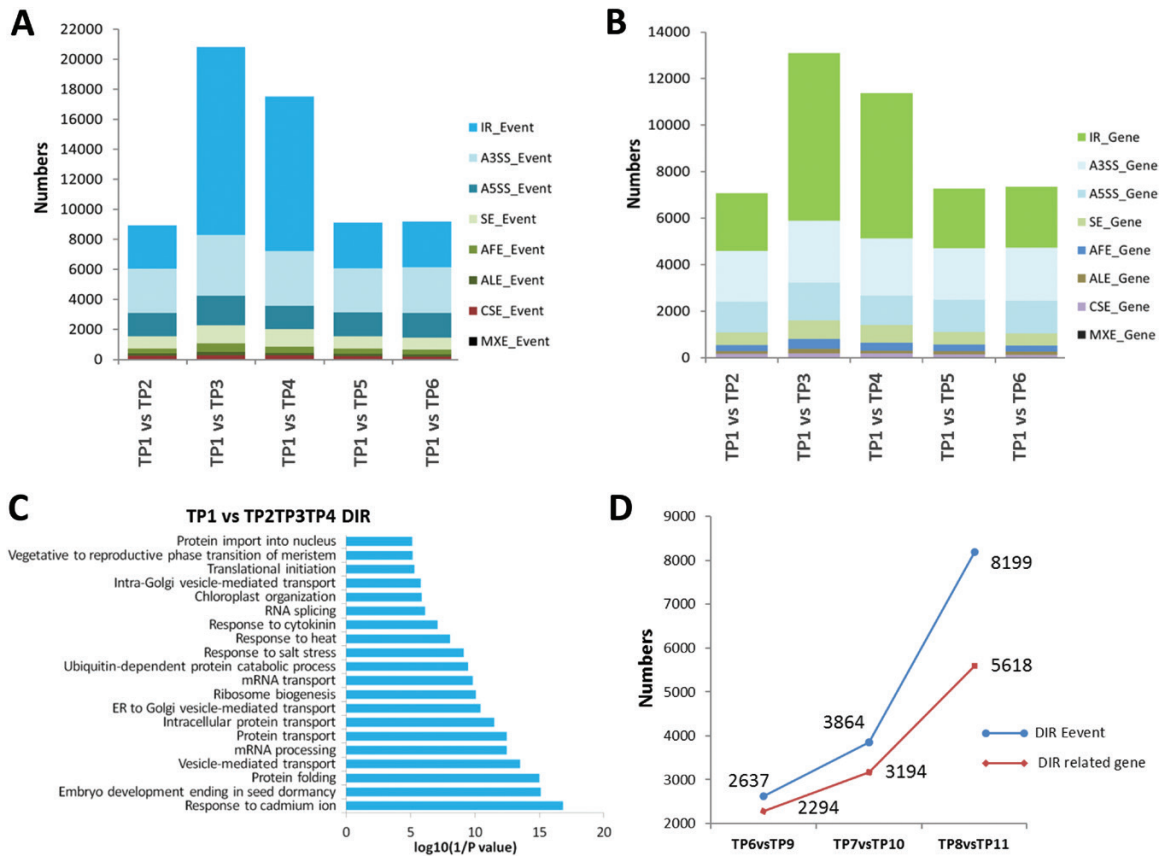 A
22000
20000
18000
16000
14000
12000
10000
8000
6000
4000
2000
0
Numbers
TP1 vs TP2
TP1 vs TP3
TP1 vs TP4
TP1 vs TP5
TP1 vs TP6
IR_Event
A3SS_Event
A5SS_Event
SE_Event
AFE_Event
ALE_Event
CSE_Event
MXE_Event
B
14000
12000
10000
8000
6000
4000
2000
0
Numbers
TP1 vs TP2
TP1 vs TP3
TP1 vs TP4
TP1 vs TP5
TP1 vs TP6
IR_Gene
A3SS_Gene
A5SS_Gene
SE_Gene
AFE_Gene
ALE_Gene
CSE_Gene
MXE_Gene
C
TP1 vs TP2TP3TP4 DIR
Protein import into nucleus
Vegetative to reproductive phase transition of meristem
Translational initiation
Intra-Golgi vesicle-mediated transport
Chloroplast organization
RNA splicing
Response to cytokinin
Response to heat
Response to salt stress
Ubiquitin-dependent protein catabolic process
mRNA transport
Ribosome biogenesis
ER to Golgi vesicle-mediated transport
Intracellular protein transport
Protein transport
mRNA processing
Vesicle-mediated transport
Protein folding
Embryo development ending in seed dormancy
Response to cadmium ion
0 5 10 15 20
log10(1/P value)
D
9000
8000
7000
6000
5000
4000
3000
2000
Numbers
2637
2294
3864
3194
8199
5618
TP6vsTP9 TP7vsTP10 TP8vsTP11
DIR Eevent
DIR related gene